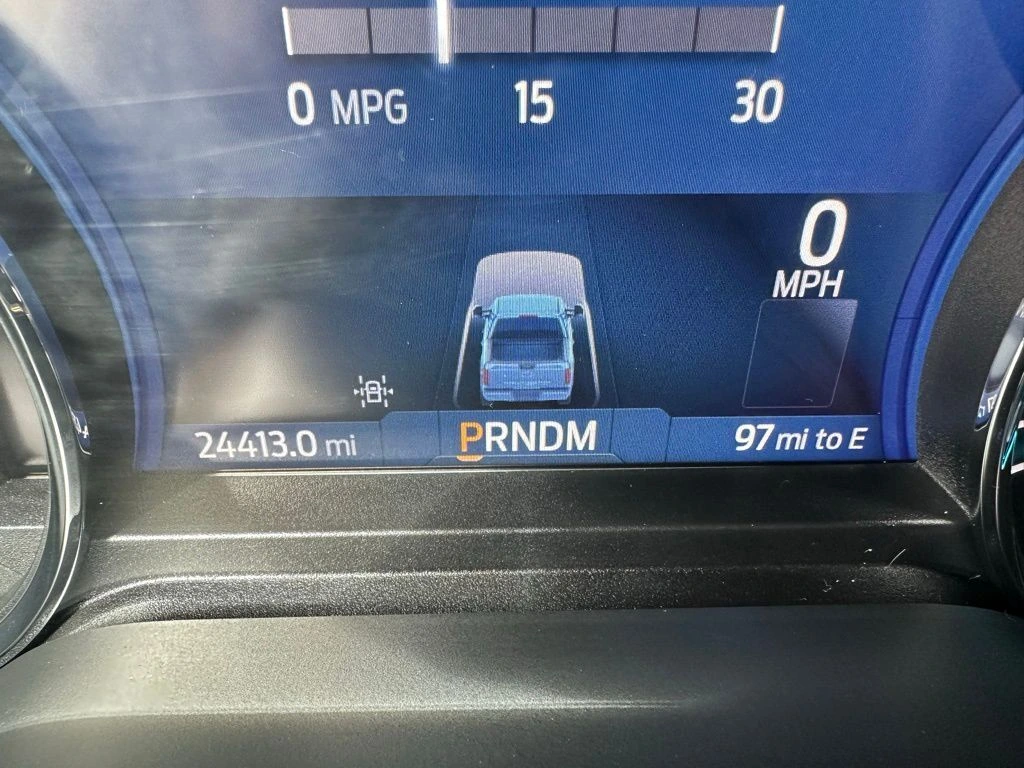 0 MPG 15 30
0
MPH
24413.0 mi PRNDM 97 mi to E